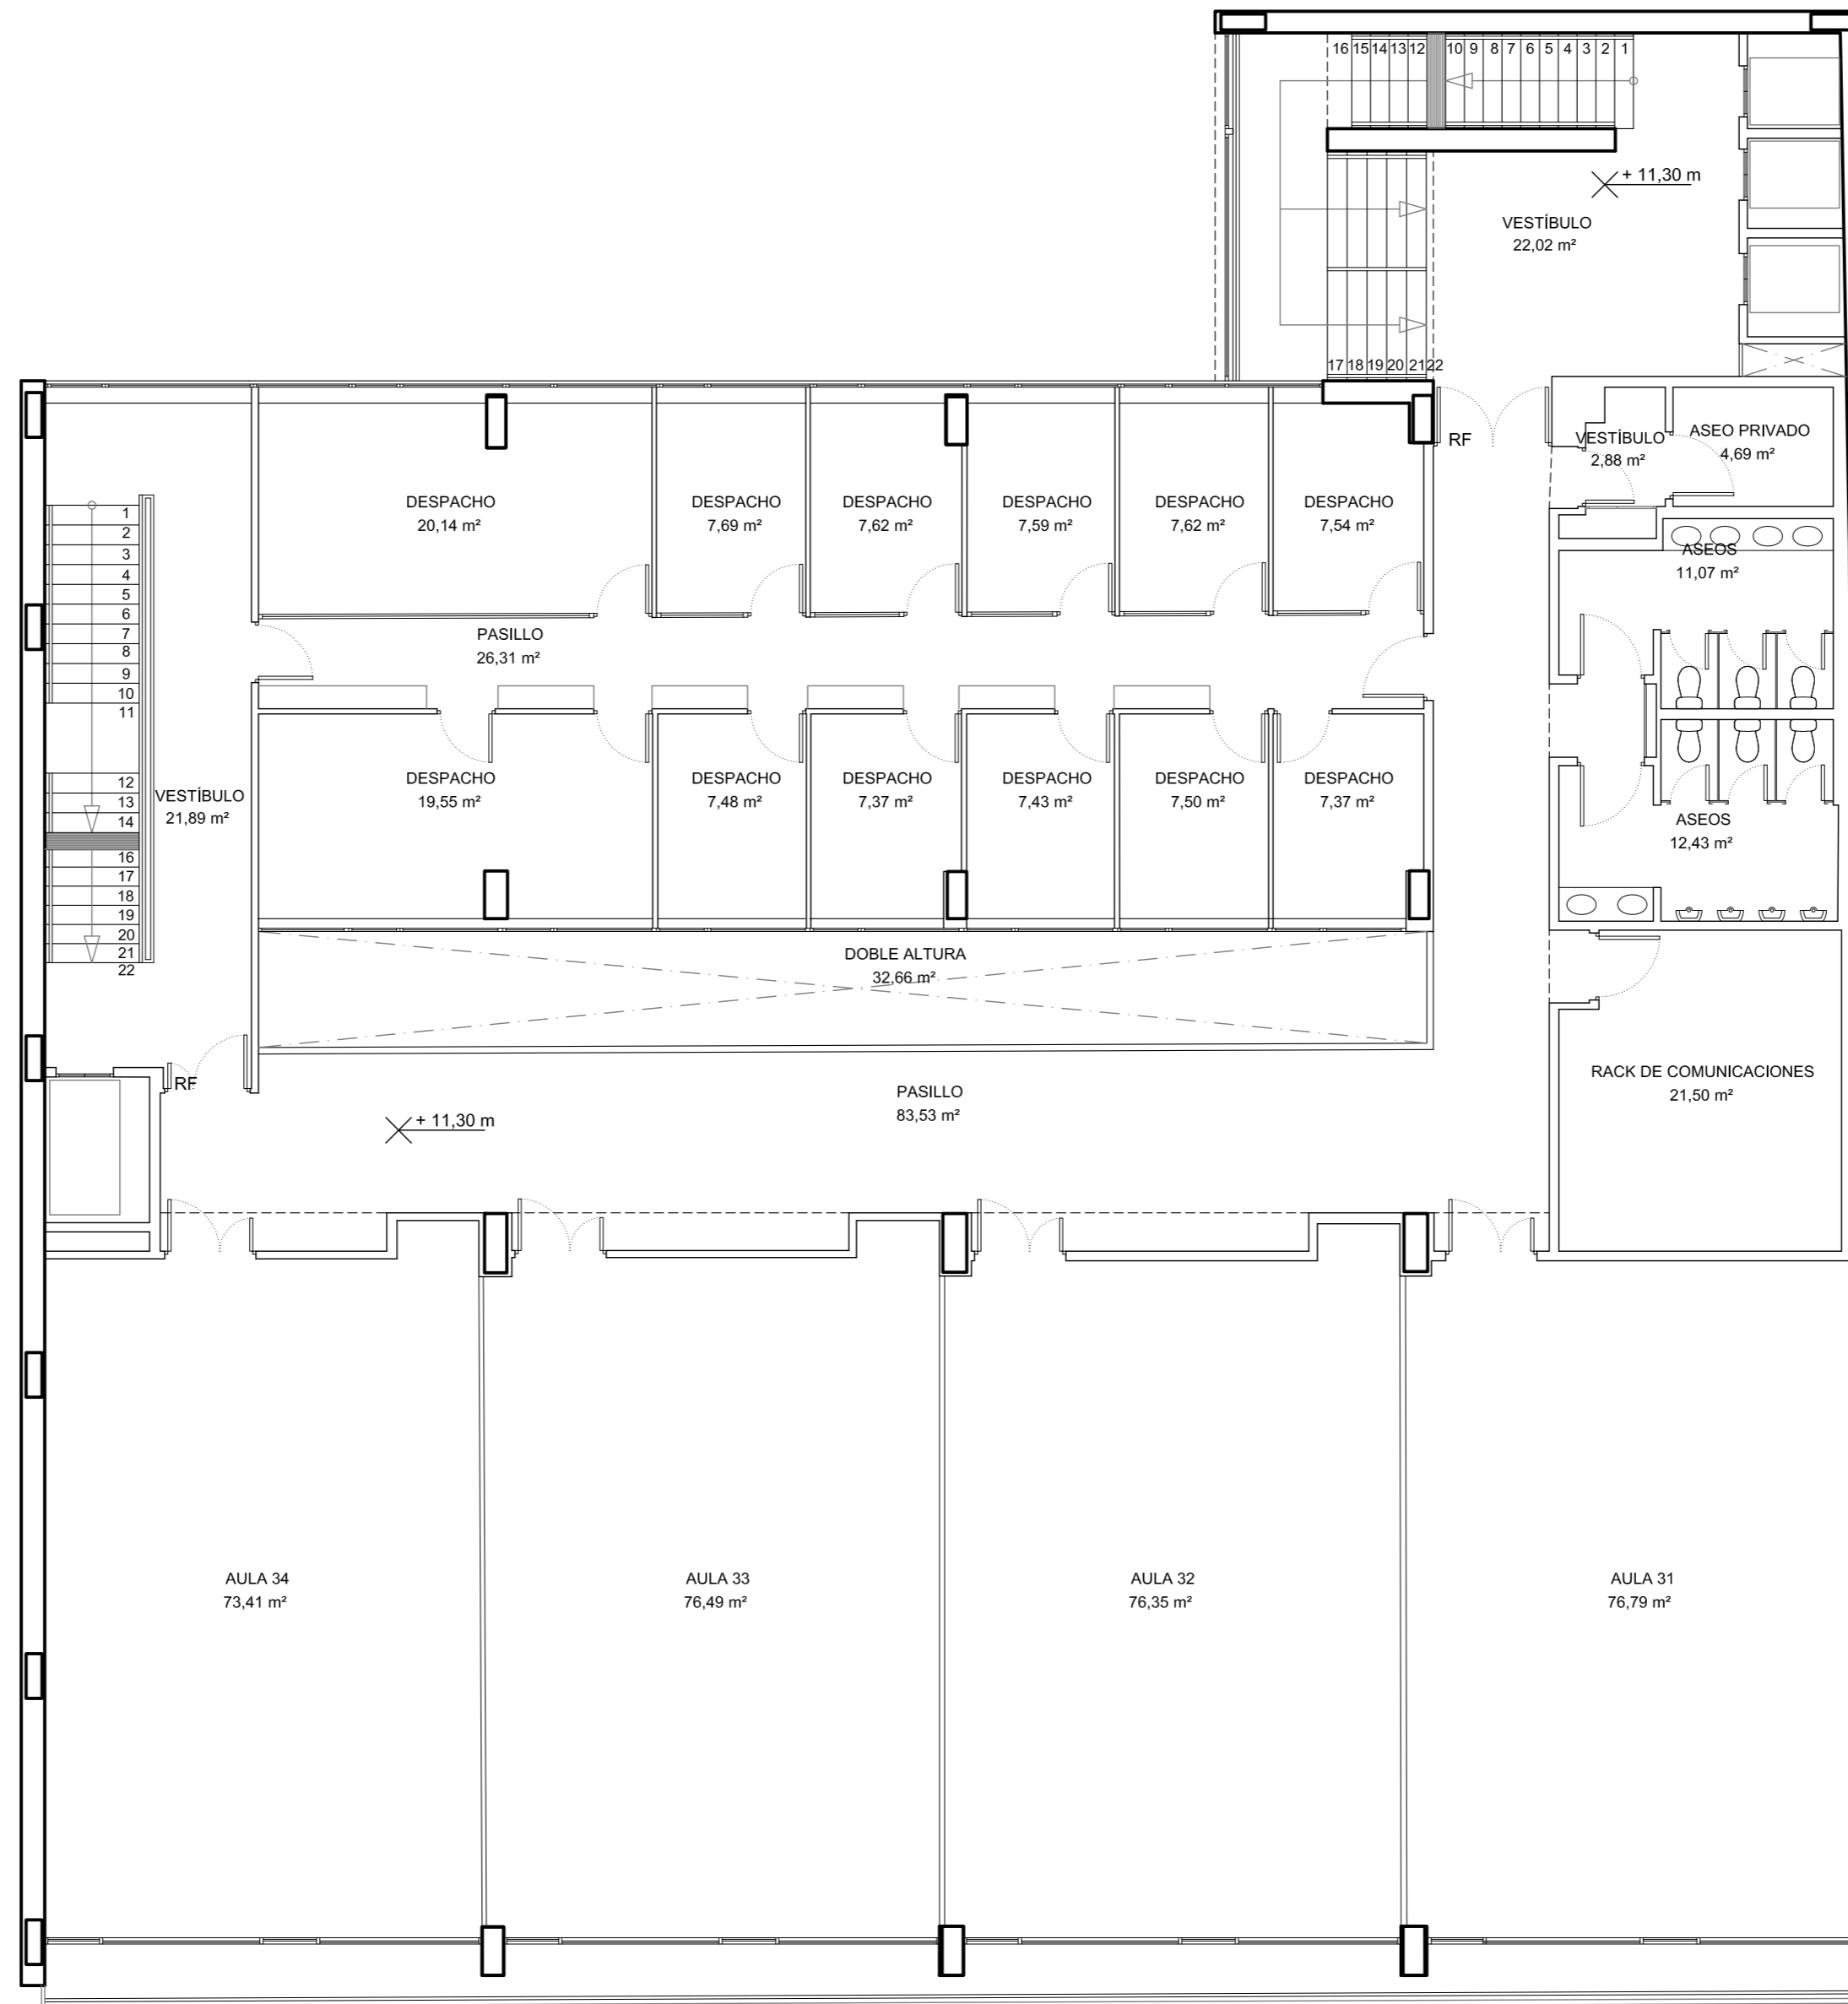 16 15 14 13 12 10 9 8 7 6 5 4 3 2 1
+ 11,30 m
VESTÍBULO
22,02 m²
17 18 19 20 21 22
RF
VESTÍBULO
2,88 m²
ASEO PRIVADO
4,69 m²
DESPACHO
20,14 m²
DESPACHO
7,69 m²
DESPACHO
7,62 m²
DESPACHO
7,59 m²
DESPACHO
7,62 m²
DESPACHO
7,54 m²
ASEOS
11,07 m²
1
2
3
4
5
6
7
8
9
10
11
12
13
14
16
17
18
19
20
21
22
PASILLO
26,31 m²
VESTÍBULO
21,89 m²
DESPACHO
19,55 m²
DESPACHO
7,48 m²
DESPACHO
7,37 m²
DESPACHO
7,43 m²
DESPACHO
7,50 m²
DESPACHO
7,37 m²
ASEOS
12,43 m²
DOBLE ALTURA
32,66 m²
RF
PASILLO
83,53 m²
+ 11,30 m
RACK DE COMUNICACIONES
21,50 m²
AULA 34
73,41 m²
AULA 33
76,49 m²
AULA 32
76,35 m²
AULA 31
76,79 m²